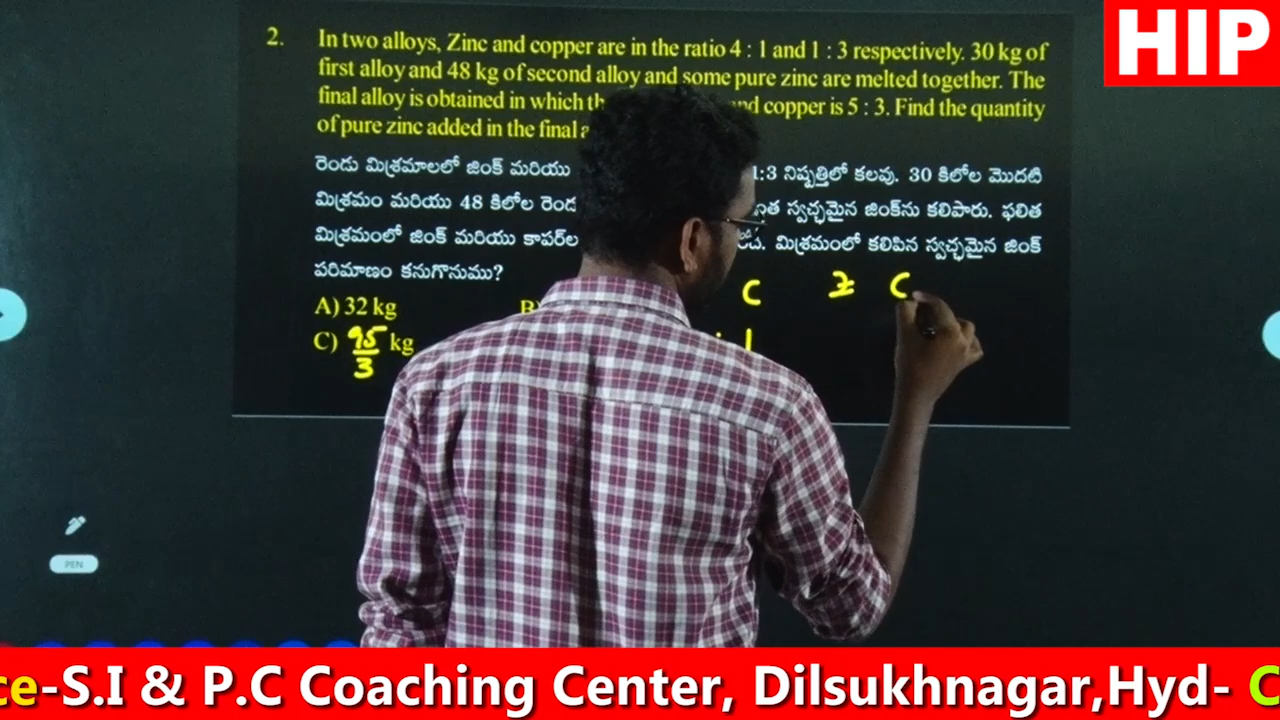 HIP
2. In two alloys, Zinc and copper are in the ratio 4 : 1 and 1 : 3 respectively. 30 kg of
first alloy and 48 kg of second alloy and some pure zinc are melted together. The
final alloy is obtained in which copper is 5 : 3. Find the quantity
of pure zinc added in the final
రెండు మిశ్రమాలలో జింక్ మరియు 1:3 నిష్పత్తిలో కలవు. 30 కిలోల మొదటి
మిశ్రమం మరియు 48 కిలోల స్వచ్ఛమైన జింక్‌ను కలిపారు. ఫలిత
మిశ్రమంలో జింక్ మరియు మిశ్రమంలో కలిపిన స్వచ్ఛమైన జింక్
పరిమాణం కనుగొనుము?
C Z C
A) 32 kg
C) 95/3 kg : 1
PEN
-S.I & P.C Coaching Center, Dilsukhnagar,Hyd-